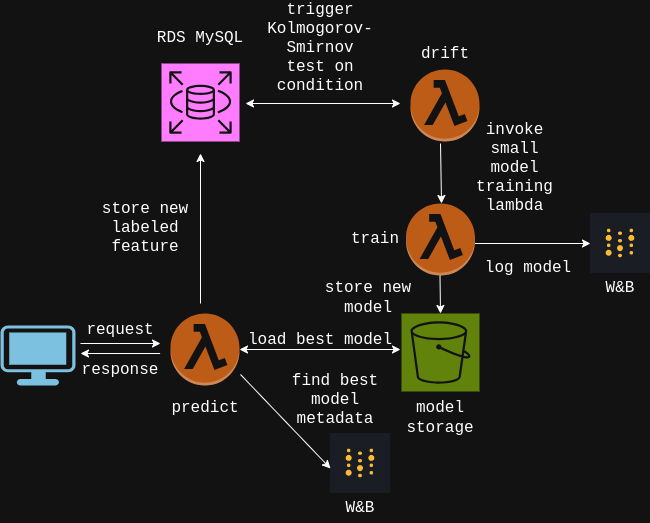 trigger
Kolmogorov-
Smirnov
test on
condition
RDS MySQL
drift
invoke
small
model
training
lambda
store new
labeled
feature
train
log model
W&B
store new
model
request
response
load best model
predict
find best
model
metadata
model
storage
W&B